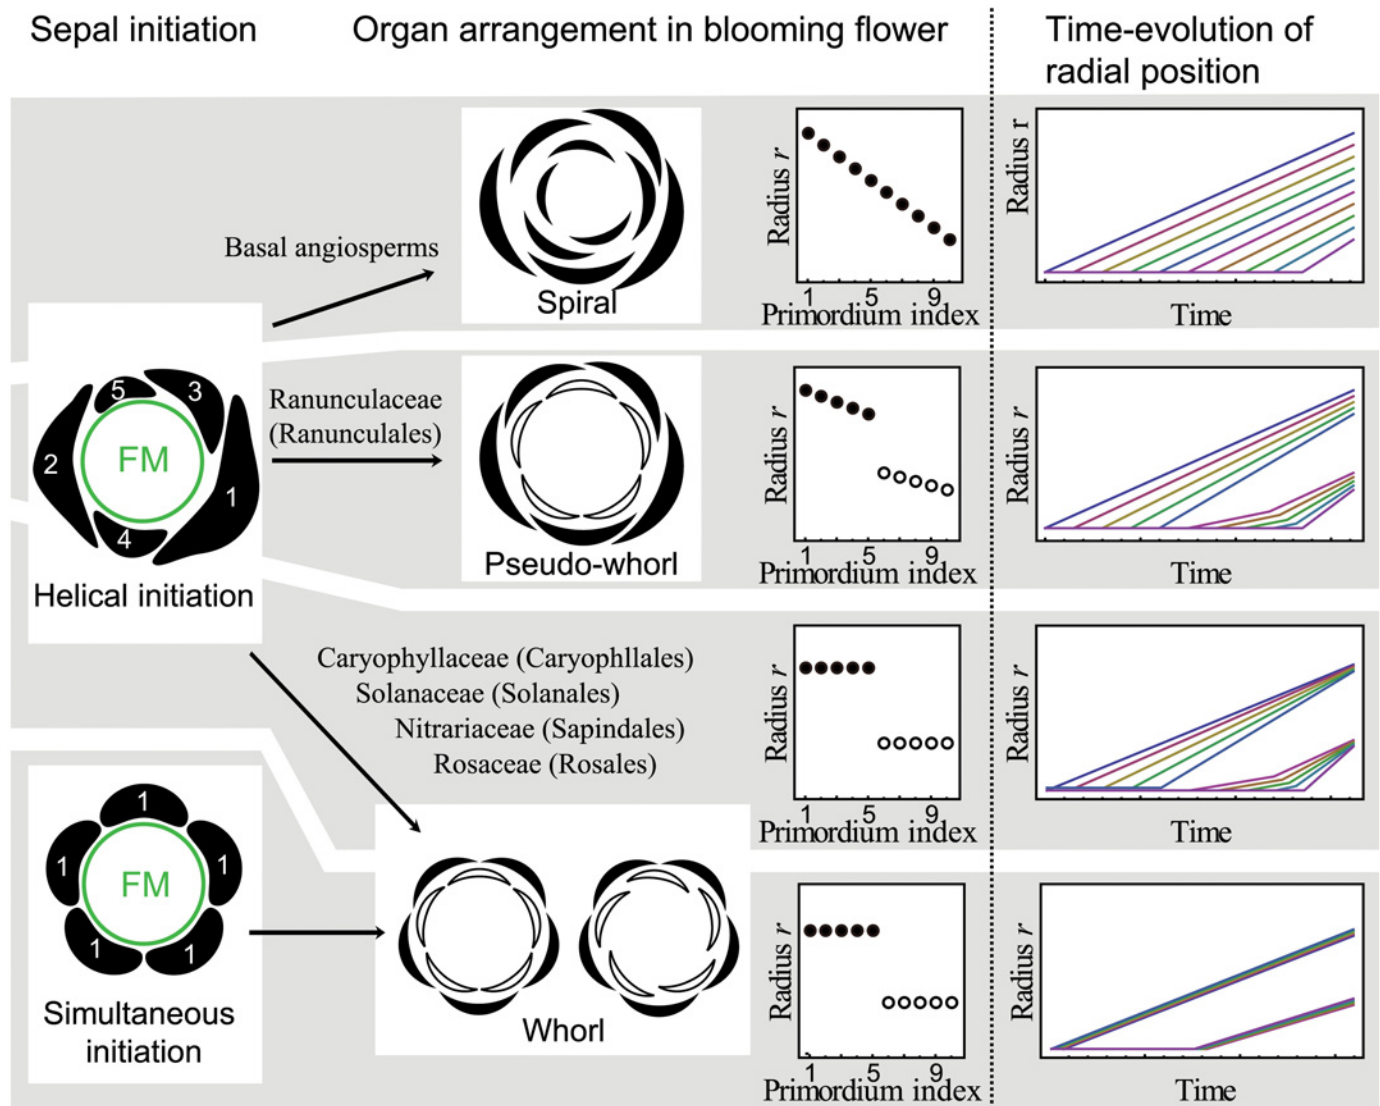 Sepal initiation
Organ arrangement in blooming flower
Time-evolution of
radial position
Basal angiosperms
Spiral
Radius r
1 5 9
Primordium index
Radius r
Time
5
3
2
FM
1
4
Helical initiation
Ranunculaceae
(Ranunculales)
Pseudo-whorl
Radius r
1 5 9
Primordium index
Radius r
Time
Caryophyllaceae (Caryophllales)
Solanaceae (Solanales)
Nitrariaceae (Sapindales)
Rosaceae (Rosales)
Radius r
1 5 9
Primordium index
Radius r
Time
1
1
FM
1
1
1
Simultaneous
initiation
Whorl
Radius r
1 5 9
Primordium index
Radius r
Time